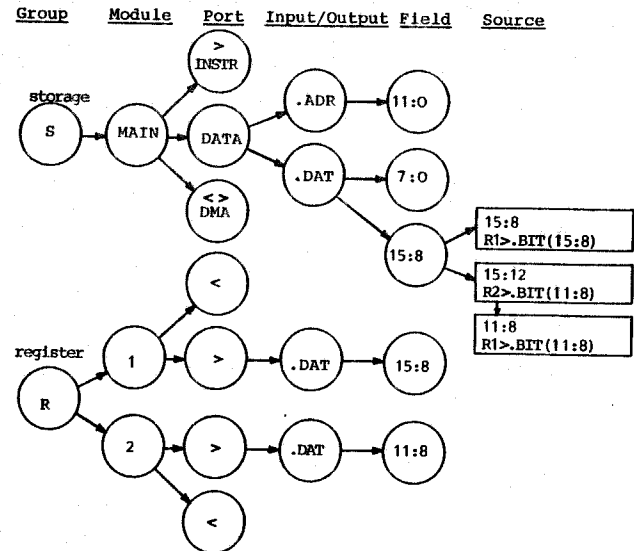 Group Module Port Input/Output Field Source
>
INSTR
storage
S
MAIN
DATA
.ADR
11:0
.DAT
7:0
< >
DMA
15:8
15:8
R1>.BIT(15:8)
15:12
R2>.BIT(11:8)
11:8
R1>.BIT(11:8)
<
register
R
1
>
.DAT
15:8
2
>
.DAT
11:8
<